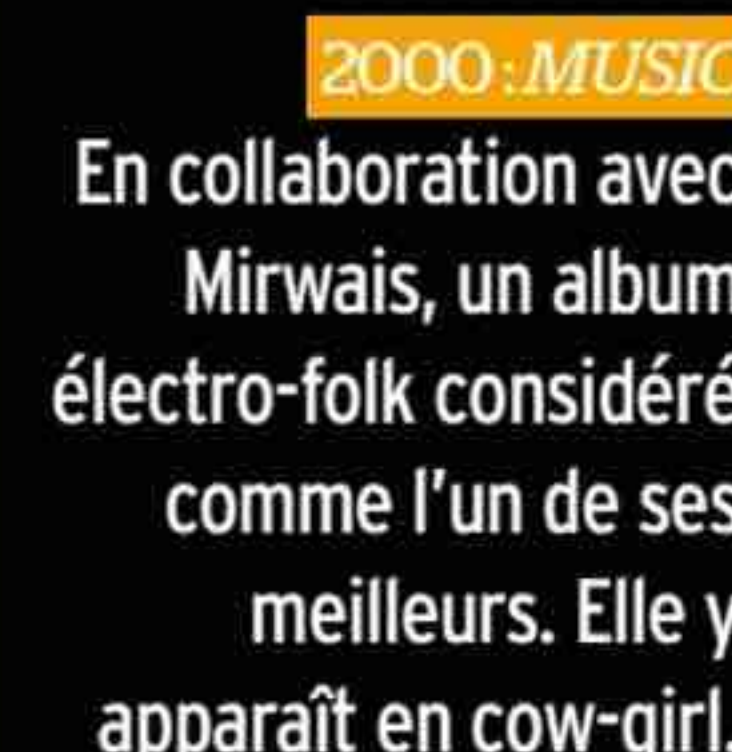 2000 : MUSIC
En collaboration avec
Mirwais, un album
électro-folk considéré
comme l'un de ses
meilleurs. Elle y
apparaît en cow-girl.